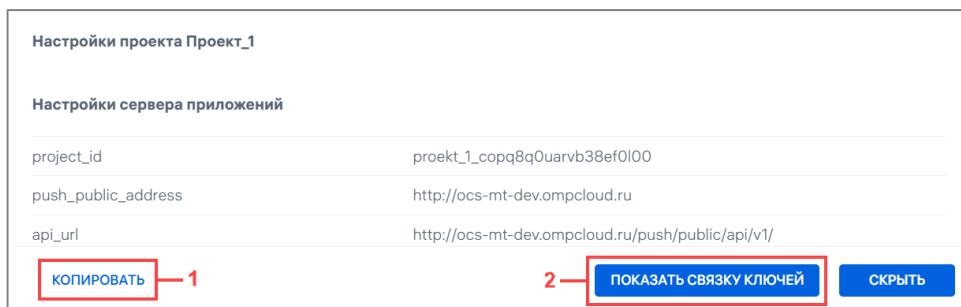 Настройки проекта Проект_1
Настройки сервера приложений
project_id proekt_1_copq8q0uarvb38ef0l00
push_public_address http://ocs-mt-dev.ompcloud.ru
api_url http://ocs-mt-dev.ompcloud.ru/push/public/api/v1/
КОПИРОВАТЬ 1 2 ПОКАЗАТЬ СВЯЗКУ КЛЮЧЕЙ СКРЫТЬ